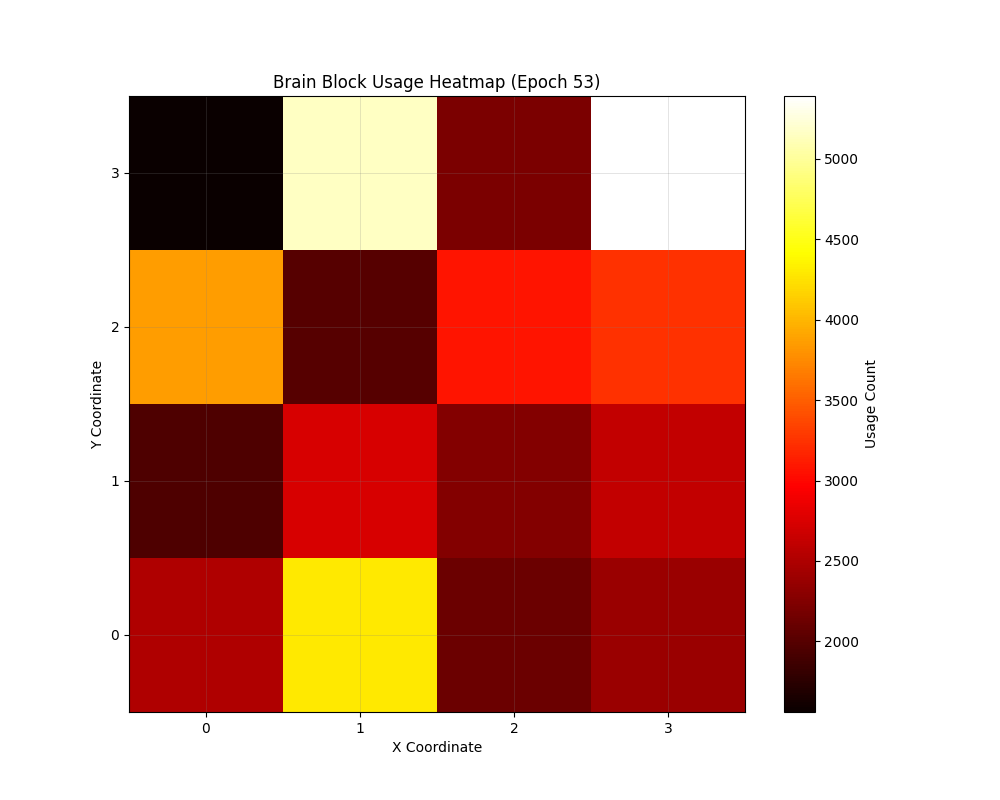 Brain Block Usage Heatmap (Epoch 53)
3
2
1
0
Y Coordinate
0 1 2 3
X Coordinate
5000
4500
4000
3500
3000
2500
2000
Usage Count